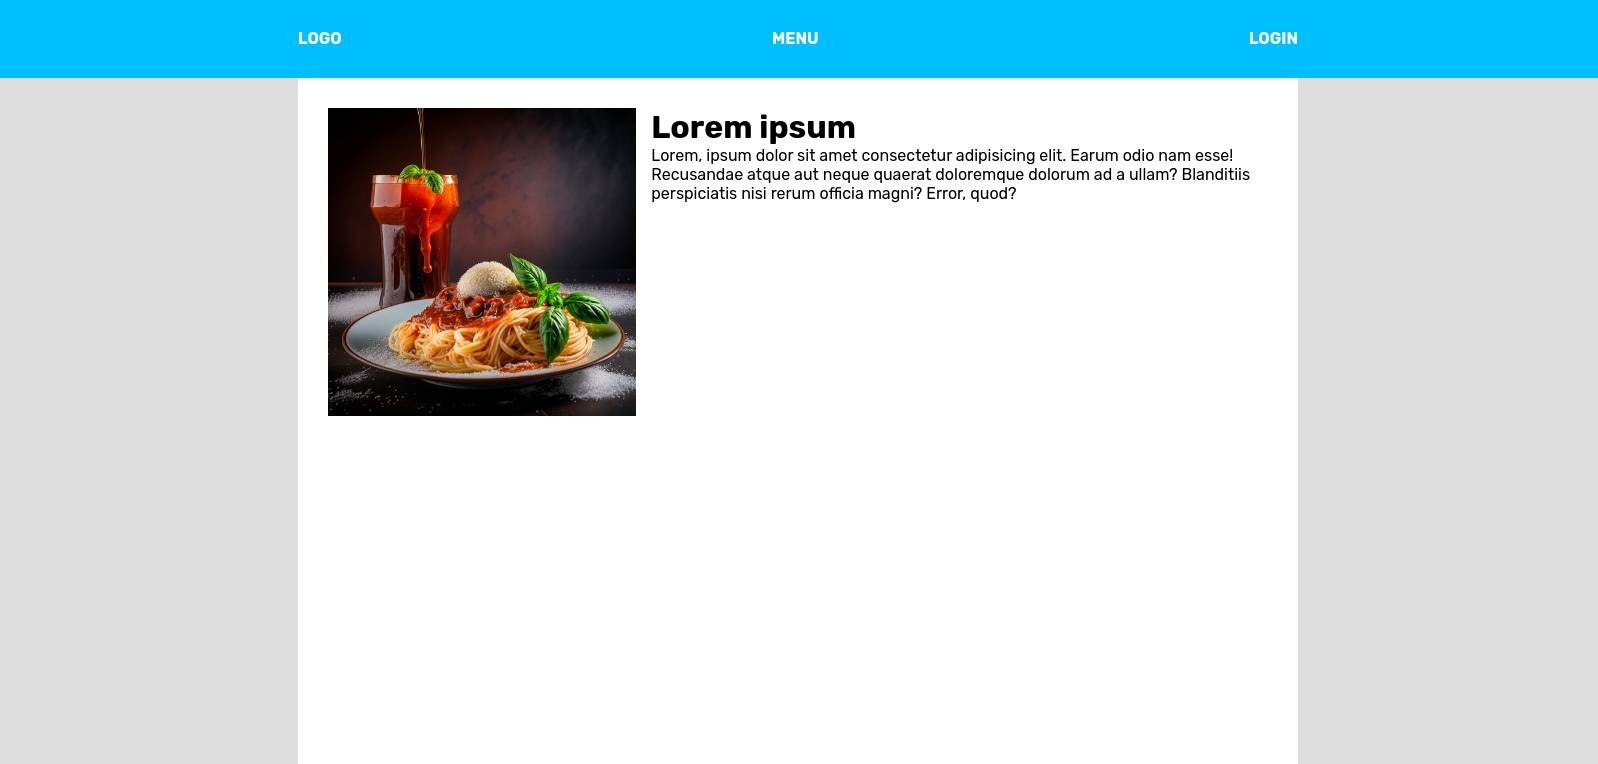 LOGO MENU LOGIN
Lorem ipsum
Lorem, ipsum dolor sit amet consectetur adipisicing elit. Earum odio nam esse!
Recusandae atque aut neque quaerat doloremque dolorum ad a ullam? Blanditiis
perspiciatis nisi rerum officia magni? Error, quod?